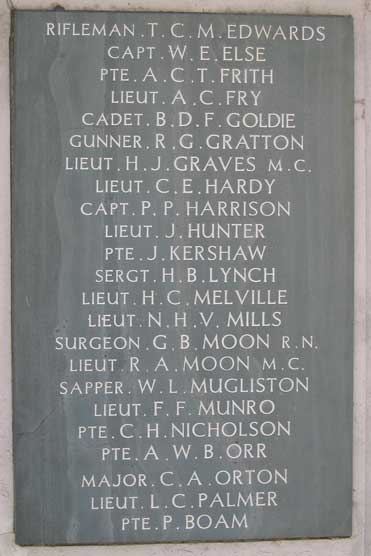 RIFLEMAN . T. C. M. EDWARDS
CAPT. W. E. ELSE
PTE. A. C. T. FRITH
LIEUT. A. C. FRY
CADET. B. D. F. GOLDIE
GUNNER. R. G. GRATTON
LIEUT. H. J. GRAVES M.C.
LIEUT. C. E. HARDY
CAPT. P. P. HARRISON
LIEUT. J. HUNTER
PTE. J. KERSHAW
SERGT. H. B. LYNCH
LIEUT. H. C. MELVILLE
LIEUT. N. H. V. MILLS
SURGEON. G. B. MOON R.N.
LIEUT. R. A. MOON M.C.
SAPPER. W. L. MUGLISTON
LIEUT. F. F. MUNRO
PTE. C. H. NICHOLSON
PTE. A. W. B. ORR
MAJOR. C. A. ORTON
LIEUT. L. C. PALMER
PTE. P. BOAM